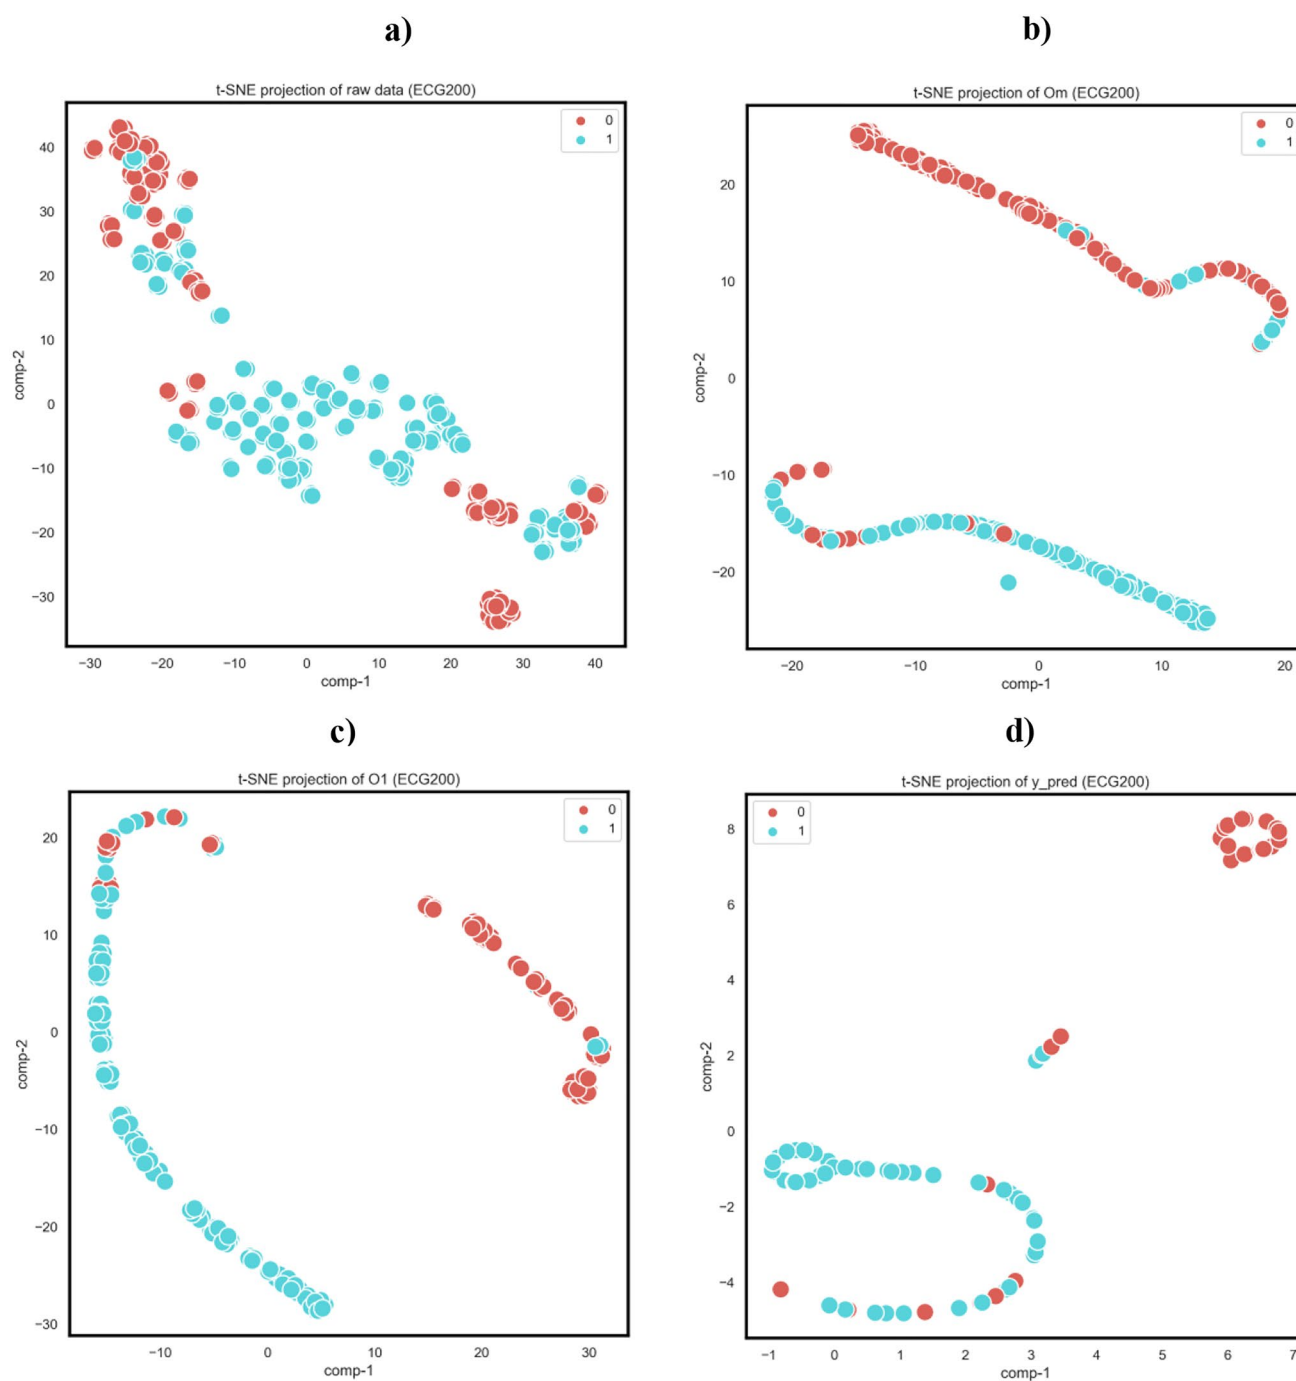 a)
t-SNE projection of raw data (ECG200)
0
1
40
30
20
10
0
−10
−20
−30
comp-2
−30 −20 −10 0 10 20 30 40
comp-1
b)
t-SNE projection of Om (ECG200)
0
1
20
10
0
−10
−20
comp-2
−20 −10 0 10 20
comp-1
c)
t-SNE projection of O1 (ECG200)
0
1
20
10
0
−10
−20
−30
comp-2
−10 0 10 20 30
comp-1
d)
t-SNE projection of y_pred (ECG200)
0
1
8
6
4
2
0
−2
−4
comp-2
−1 0 1 2 3 4 5 6 7
comp-1